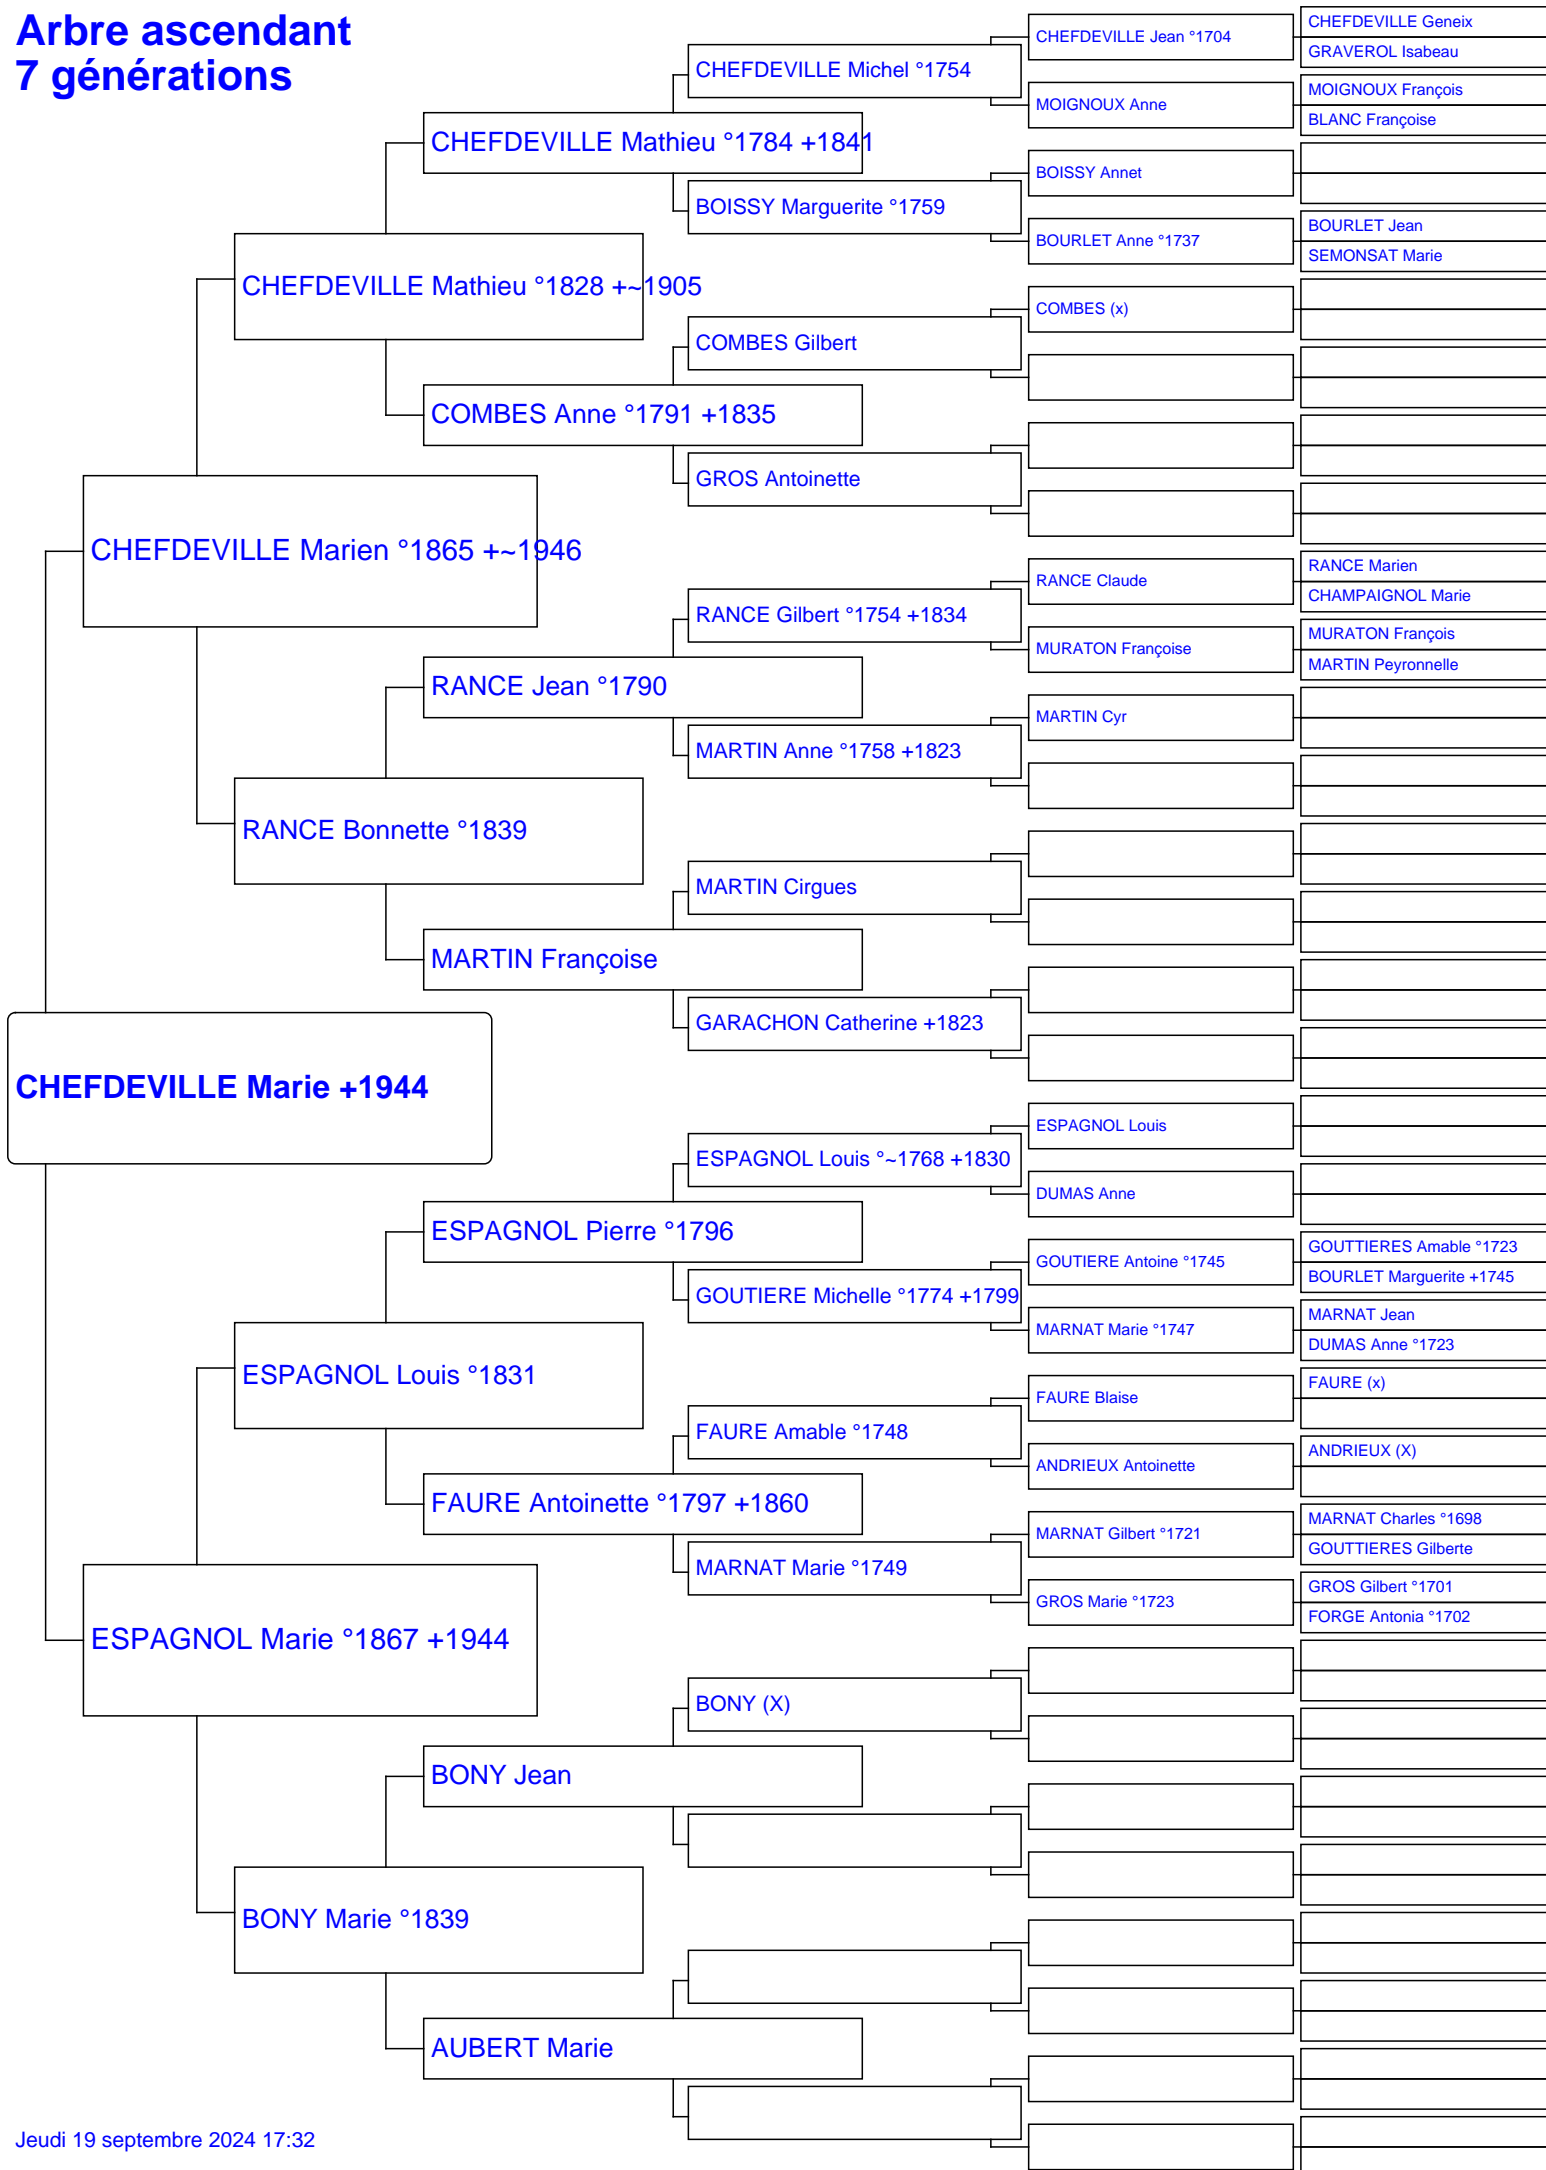 Arbre ascendant
7 générations
CHEFDEVILLE Marie +1944
CHEFDEVILLE Marien °1865 +~1946
ESPAGNOL Marie °1867 +1944
CHEFDEVILLE Mathieu °1828 +~1905
RANCE Bonnette °1839
ESPAGNOL Louis °1831
BONY Marie °1839
CHEFDEVILLE Mathieu °1784 +1841
COMBES Anne °1791 +1835
RANCE Jean °1790
MARTIN Françoise
ESPAGNOL Pierre °1796
FAURE Antoinette °1797 +1860
BONY Jean
AUBERT Marie
CHEFDEVILLE Michel °1754
BOISSY Marguerite °1759
COMBES Gilbert
GROS Antoinette
RANCE Gilbert °1754 +1834
MARTIN Anne °1758 +1823
MARTIN Cirgues
GARACHON Catherine +1823
ESPAGNOL Louis °~1768 +1830
GOUTIERE Michelle °1774 +1799
FAURE Amable °1748
MARNAT Marie °1749
BONY (X)
CHEFDEVILLE Jean °1704
MOIGNOUX Anne
BOISSY Annet
BOURLET Anne °1737
COMBES (x)
RANCE Claude
MURATON Françoise
MARTIN Cyr
ESPAGNOL Louis
DUMAS Anne
GOUTIERE Antoine °1745
MARNAT Marie °1747
FAURE Blaise
ANDRIEUX Antoinette
MARNAT Gilbert °1721
GROS Marie °1723
CHEFDEVILLE Geneix
GRAVEROL Isabeau
MOIGNOUX François
BLANC Françoise
BOURLET Jean
SEMONSAT Marie
RANCE Marien
CHAMPAIGNOL Marie
MURATON François
MARTIN Peyronnelle
GOUTTIERES Amable °1723
BOURLET Marguerite +1745
MARNAT Jean
DUMAS Anne °1723
FAURE (x)
ANDRIEUX (X)
MARNAT Charles °1698
GOUTTIERES Gilberte
GROS Gilbert °1701
FORGE Antonia °1702
Jeudi 19 septembre 2024 17:32